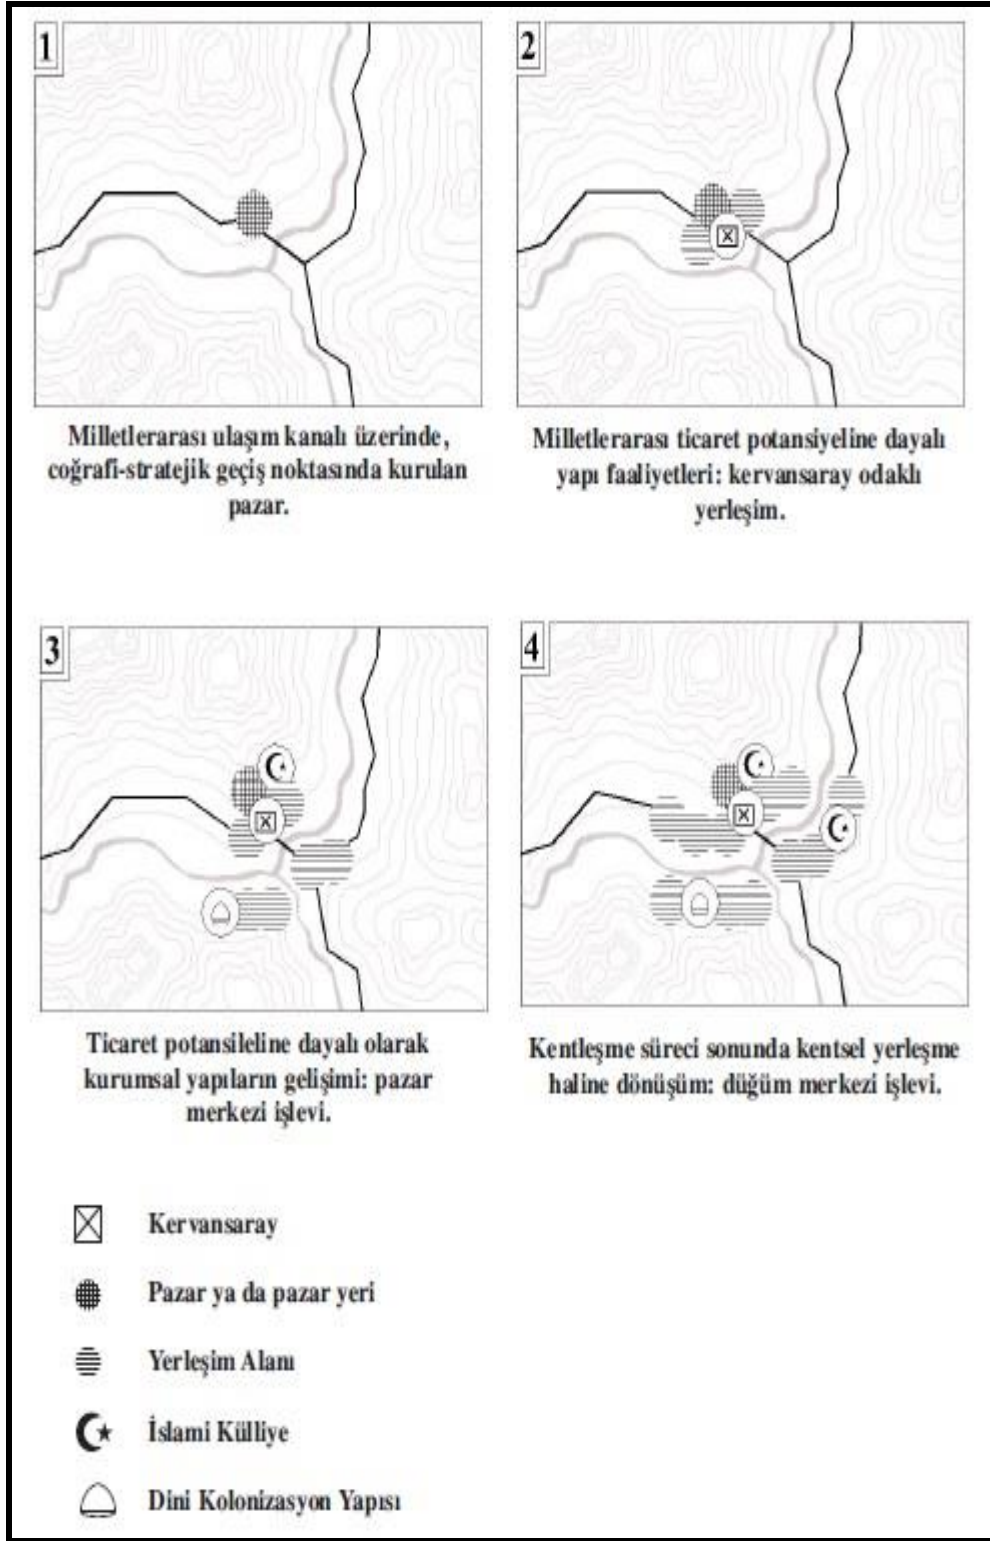 1
Milletlerarası ulaşım kanalı üzerinde,
coğrafi-stratejik geçiş noktasında kurulan
pazar.
2
Milletlerarası ticaret potansiyeline dayalı
yapı faaliyetleri: kervansaray odaklı
yerleşim.
3
Ticaret potansileline dayalı olarak
kurumsal yapıların gelişimi: pazar
merkezi işlevi.
4
Kentleşme süreci sonunda kentsel yerleşme
haline dönüşüm: düğüm merkezi işlevi.
Kervansaray
Pazar ya da pazar yeri
Yerleşim Alanı
İslami Külliye
Dini Kolonizasyon Yapısı